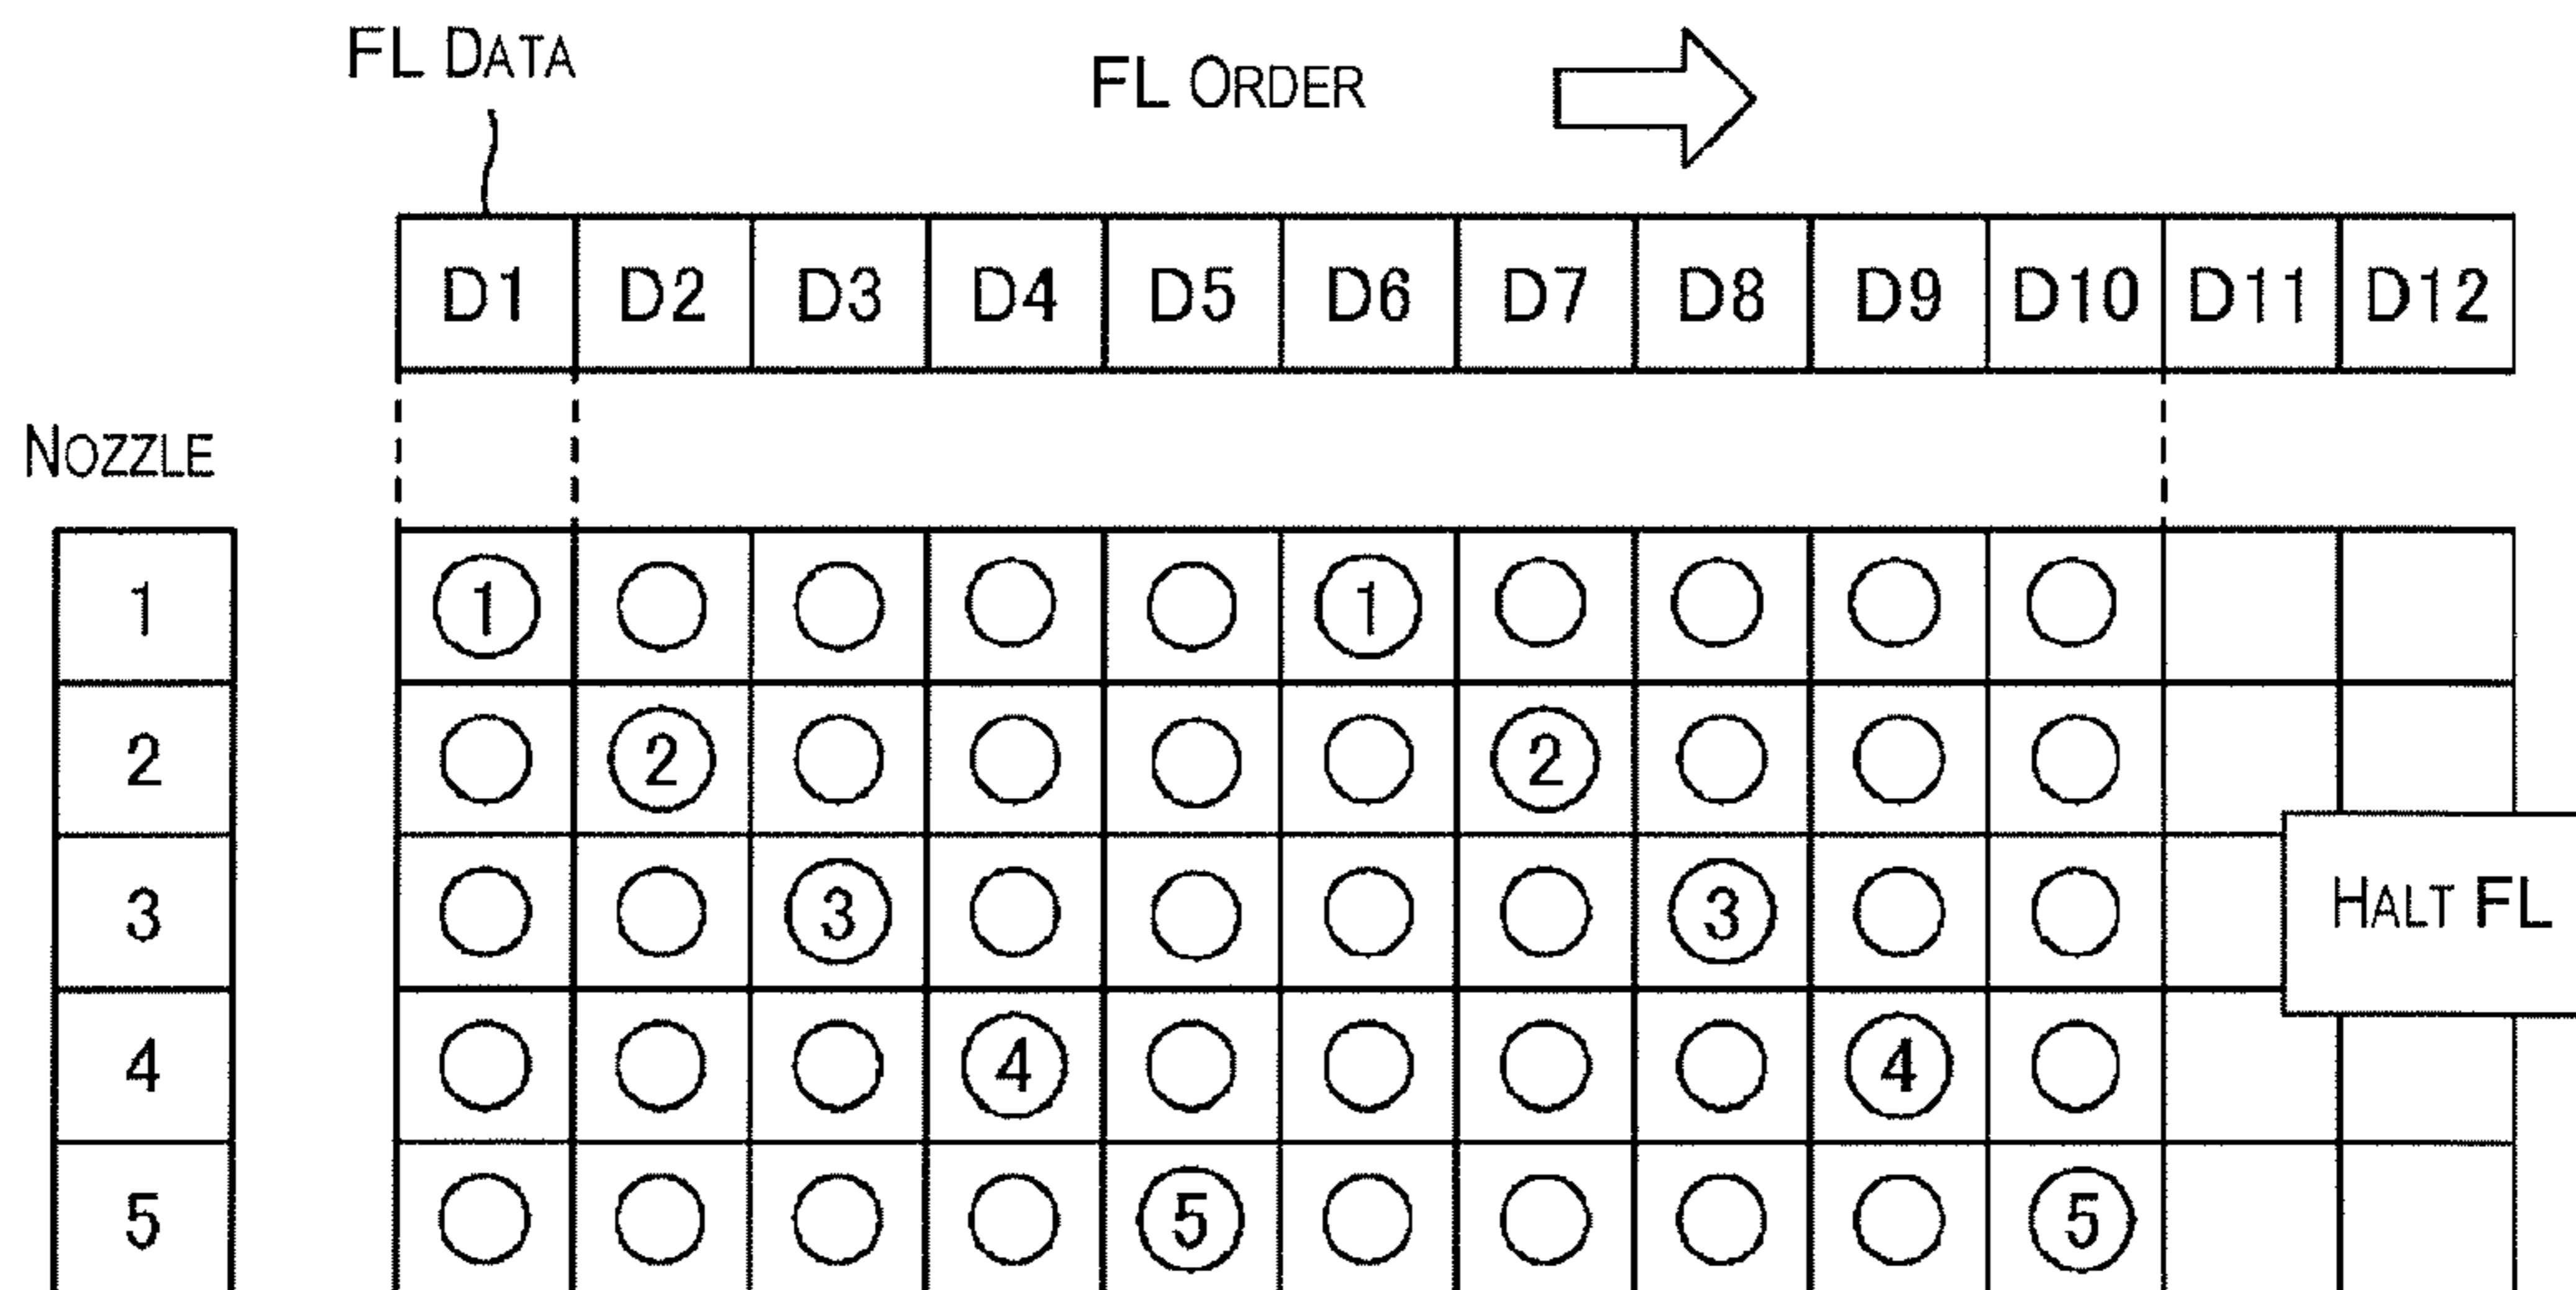 FL DATA
FL ORDER
D1 D2 D3 D4 D5 D6 D7 D8 D9 D10 D11 D12
NOZZLE
1 1 1
2 2 2
3 3 3 HALT FL
4 4 4
5 5 5